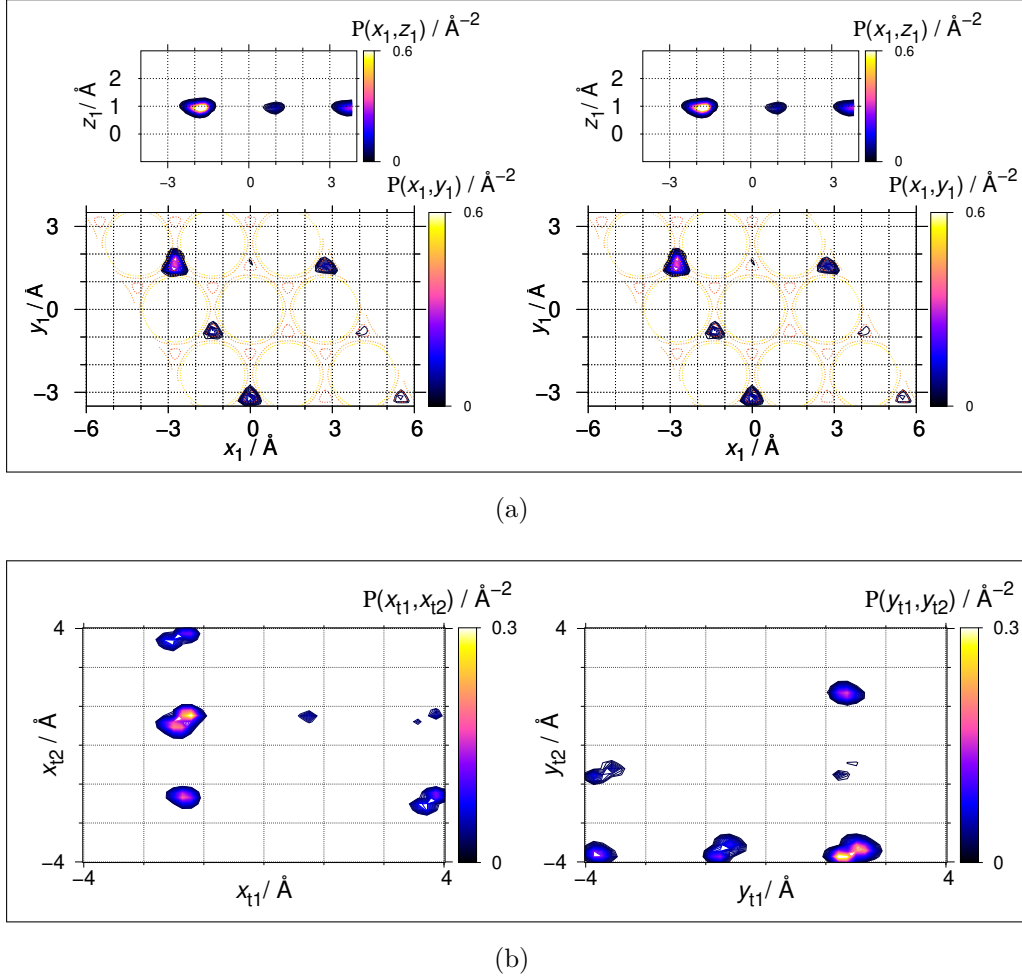 P(x1,z1) / Å−2
P(x1,z1) / Å−2
0.6
0.6
2
1
0
z1/ Å
2
1
0
z1/ Å
0
0
−3
0
3
−3
0
3
P(x1,y1) / Å−2
P(x1,y1) / Å−2
0.6
0.6
3
0
−3
y1 / Å
3
0
−3
y1 / Å
0
0
−6
−3
0
3
6
−6
−3
0
3
6
x1 / Å
x1 / Å
(a)
P(xt1,xt2) / Å−2
P(yt1,yt2) / Å−2
4
0.3
4
0.3
xt2/ Å
yt2/ Å
−4
0
−4
0
−4
4
−4
4
xt1/ Å
yt1/ Å
(b)